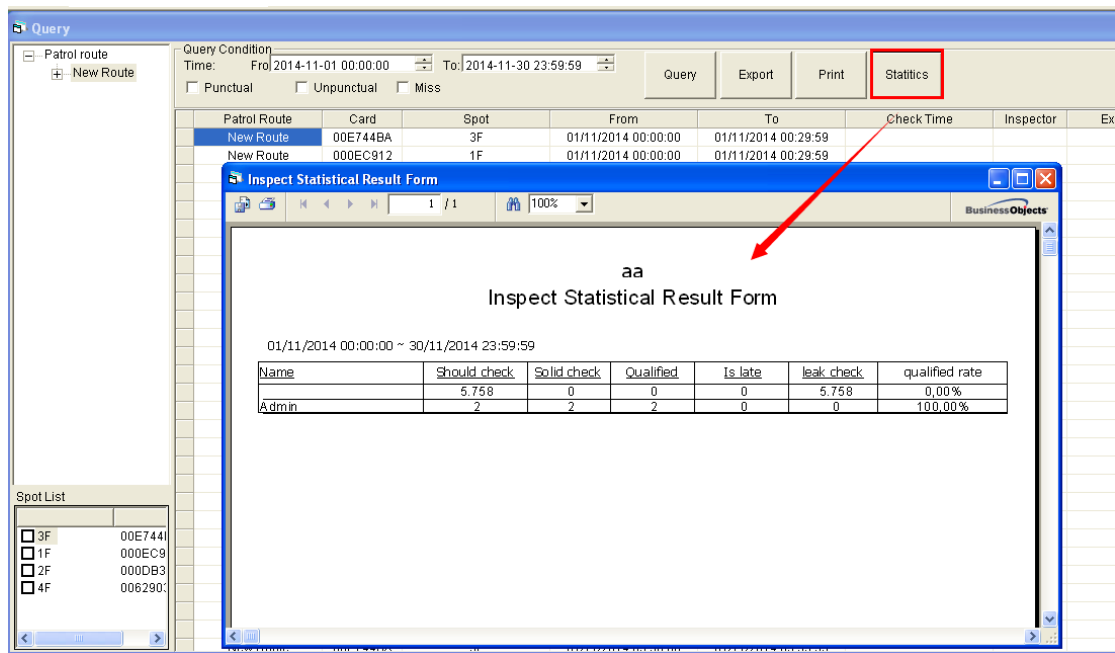 Query
Patrol route
New Route
Query Condition
Time: Fro 2014-11-01 00:00:00 To: 2014-11-30 23:59:59
Query Export Print Statitics
Punctual Unpunctual Miss
Patrol Route Card Spot From To Check Time Inspector Ex
New Route 00E744BA 3F 01/11/2014 00:00:00 01/11/2014 00:29:59
New Route 000EC912 1F 01/11/2014 00:00:00 01/11/2014 00:29:59
Inspect Statistical Result Form
1 / 1 100%
BusinessObjects
aa
Inspect Statistical Result Form
01/11/2014 00:00:00 ~ 30/11/2014 23:59:59
Name Should check Solid check Qualified Is late leak check qualified rate
5.758 0 0 0 5.758 0,00%
Admin 2 2 2 0 0 100,00%
Spot List
3F 00E744
1F 000EC9
2F 000DB3
4F 006290